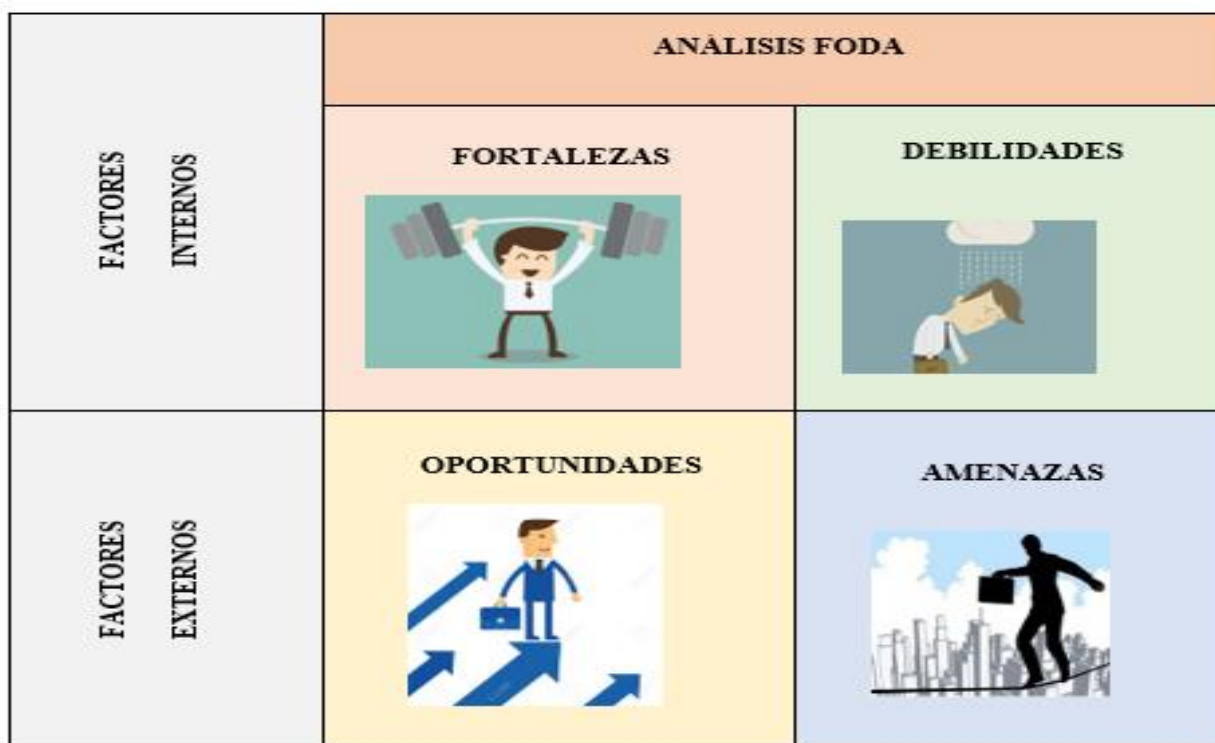 ANÀLISIS FODA
FACTORES
INTERNOS
FORTALEZAS
DEBILIDADES
FACTORES
EXTERNOS
OPORTUNIDADES
AMENAZAS